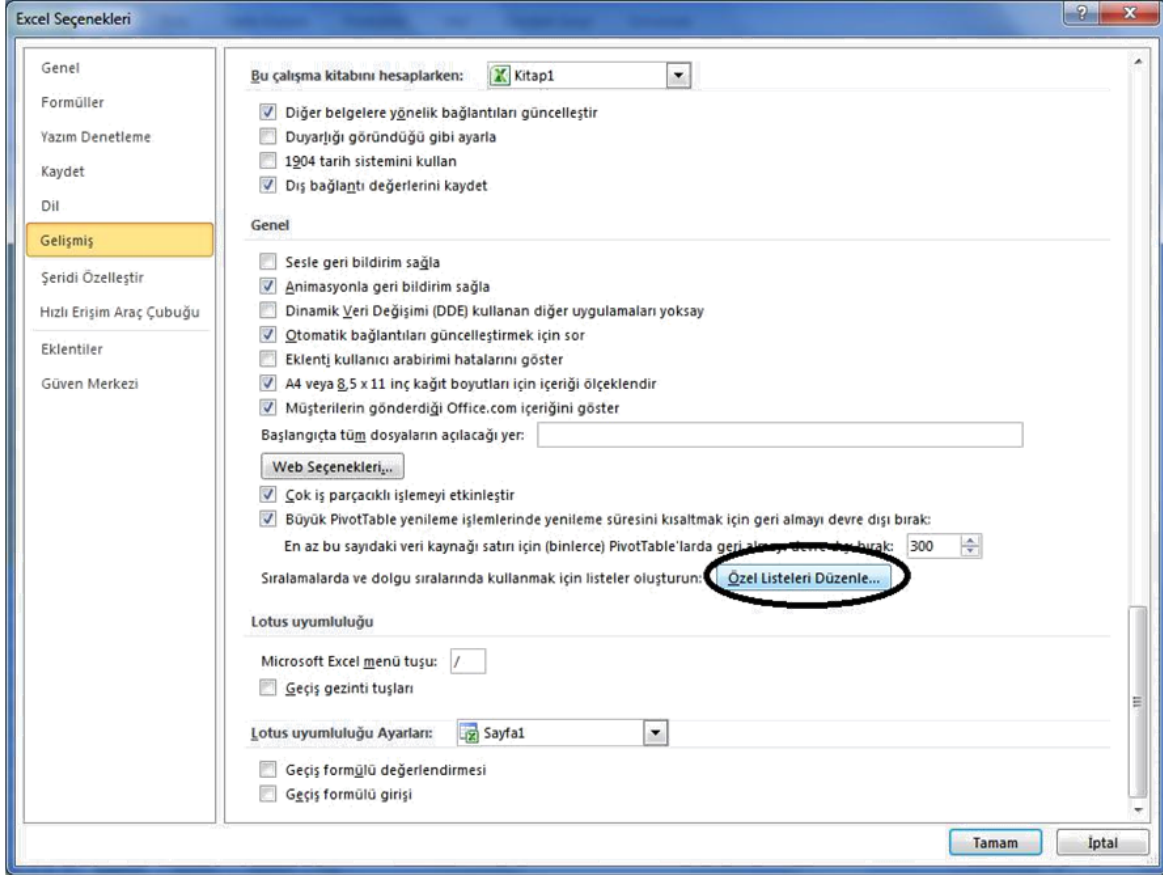 Excel Seçenekleri
Genel
Formüller
Yazım Denetleme
Kaydet
Dil
Gelişmiş
Şeridi Özelleştir
Hızlı Erişim Araç Çubuğu
Eklentiler
Güven Merkezi
Bu çalışma kitabını hesaplarken: Kitap1
Diğer belgelere yönelik bağlantıları güncelleştir
Duyarlığı göründüğü gibi ayarla
1904 tarih sistemini kullan
Dış bağlantı değerlerini kaydet
Genel
Sesle geri bildirim sağla
Animasyonla geri bildirim sağla
Dinamik Veri Değişimi (DDE) kullanan diğer uygulamaları yoksay
Otomatik bağlantıları güncelleştirmek için sor
Eklenti kullanıcı arabirimi hatalarını göster
A4 veya 8,5 x 11 inç kağıt boyutları için içeriği ölçeklendir
Müşterilerin gönderdiği Office.com içeriğini göster
Başlangıçta tüm dosyaların açılacağı yer:
Web Seçenekleri...
Çok iş parçacıklı işlemeyi etkinleştir
Büyük PivotTable yenileme işlemlerinde yenileme süresini kısaltmak için geri almayı devre dışı bırak:
En az bu sayıdaki veri kaynağı satırı için (binlerce) PivotTable'larda geri almayı devre dışı bırak: 300
Sıralamalarda ve dolgu sıralarında kullanmak için listeler oluşturun: Özel Listeleri Düzenle...
Lotus uyumluluğu
Microsoft Excel menü tuşu: /
Geçiş gezinti tuşları
Lotus uyumluluğu Ayarları: Sayfa1
Geçiş formülü değerlendirmesi
Geçiş formülü girişi
Tamam İptal